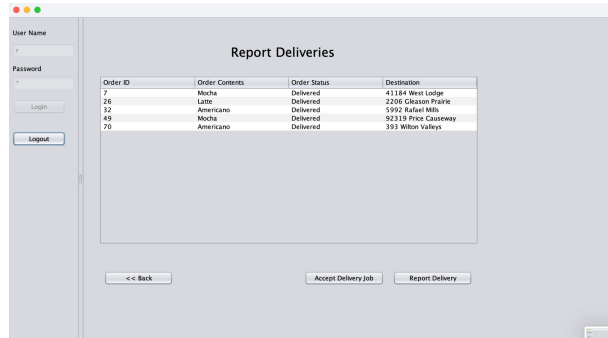 User Name
r
Password
*
Login
Logout
Report Deliveries
Order ID Order Contents Order Status Destination
7 Mocha Delivered 41184 West Lodge
26 Latte Delivered 2206 Gleason Prairie
32 Americano Delivered 5992 Rafael Mills
49 Mocha Delivered 92319 Price Causeway
70 Americano Delivered 393 Wilton Valleys
<< Back Accept Delivery Job Report Delivery